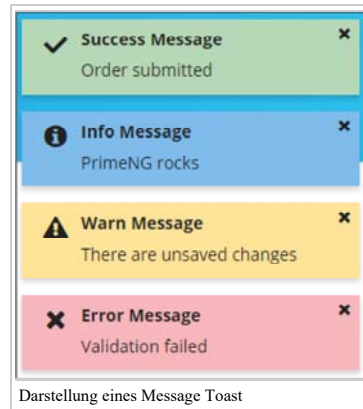 Success Message
Order submitted
Info Message
PrimeNG rocks
Warn Message
There are unsaved changes
Error Message
Validation failed
Darstellung eines Message Toast